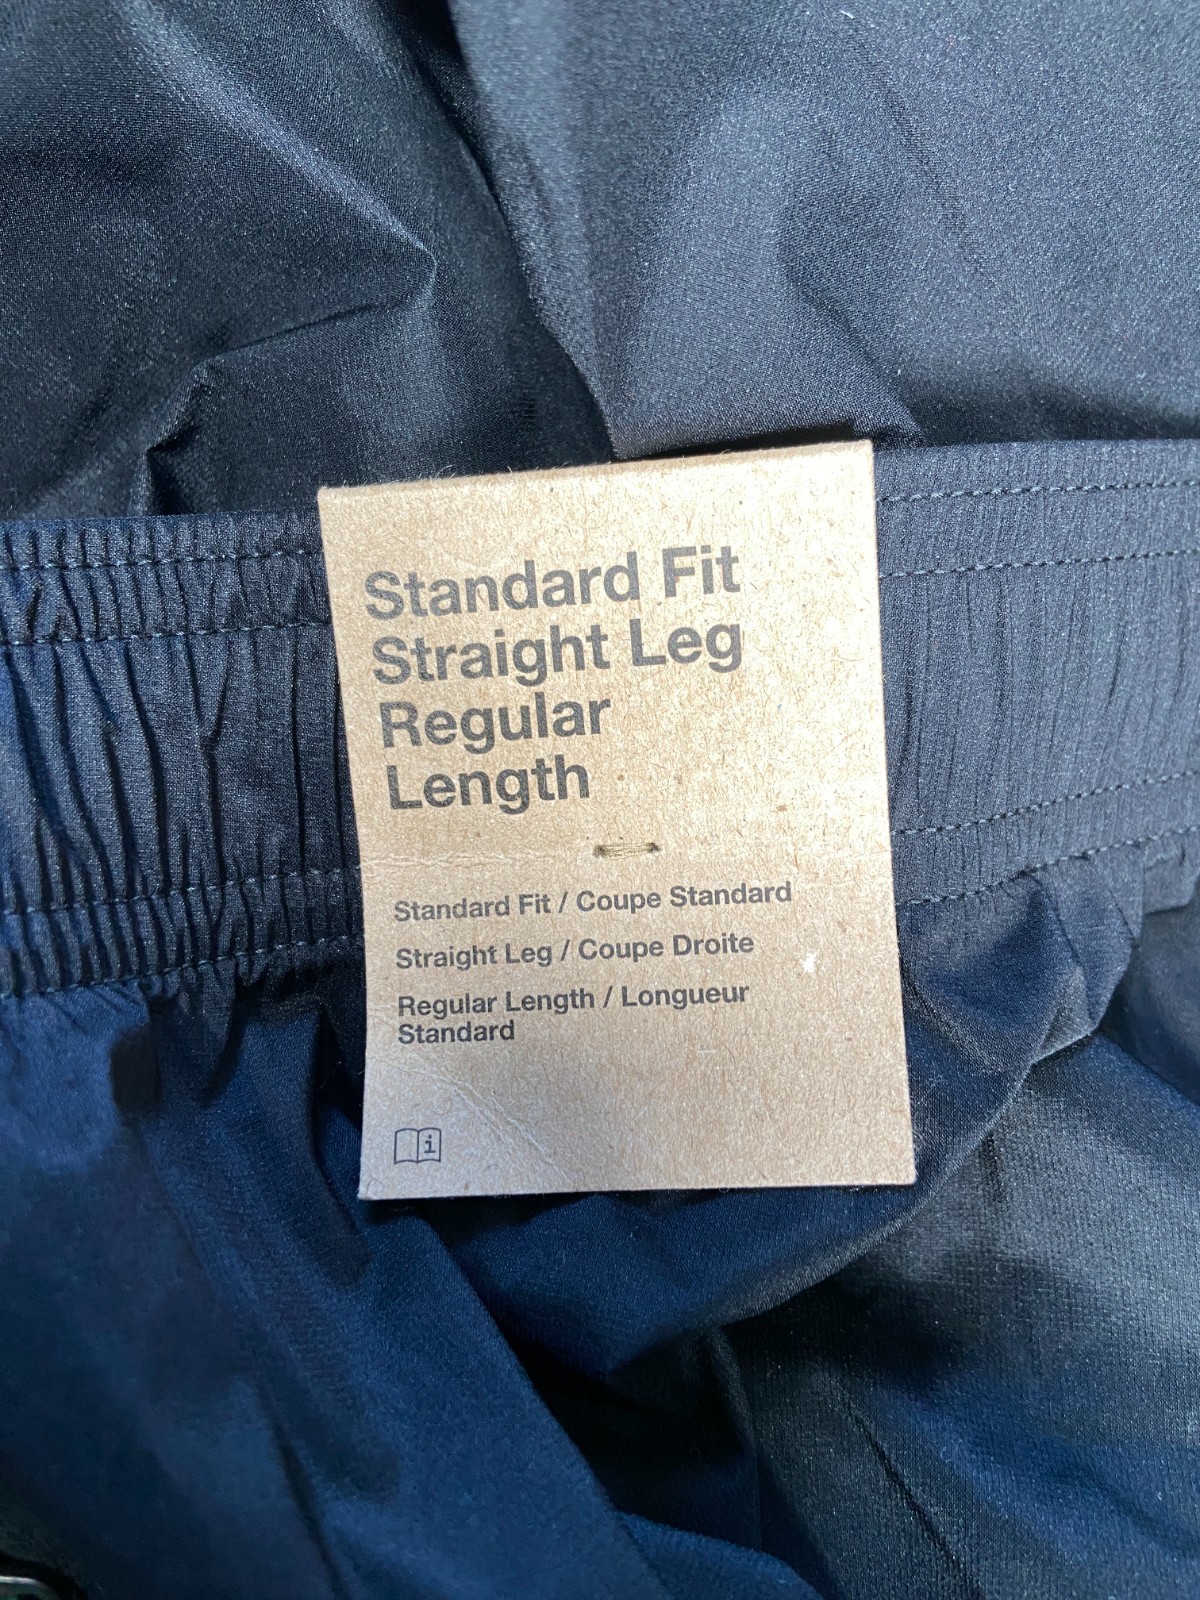 Standard Fit
Straight Leg
Regular
Length
Standard Fit / Coupe Standard
Straight Leg / Coupe Droite
Regular Length / Longueur
Standard
i